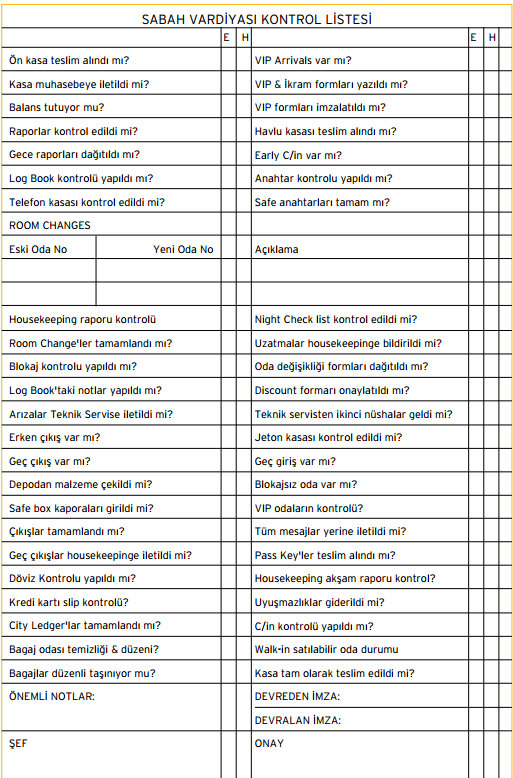 SABAH VARDİYASI KONTROL LİSTESİ
E H E H
Ön kasa teslim alındı mı? VIP Arrivals var mı?
Kasa muhasebeye iletildi mi? VIP & İkram formları yazıldı mı?
Balans tutuyor mu? VIP formları imzalatıldı mı?
Raporlar kontrol edildi mi? Havlu kasası teslim alındı mı?
Gece raporları dağıtıldı mı? Early C/in var mı?
Log Book kontrolü yapıldı mı? Anahtar kontrolu yapıldı mı?
Telefon kasası kontrol edildi mi? Safe anahtarları tamam mı?
ROOM CHANGES
Eski Oda No Yeni Oda No Açıklama
Housekeeping raporu kontrolü Night Check list kontrol edildi mi?
Room Change'ler tamamlandı mı? Uzatmalar housekeepinge bildirildi mi?
Blokaj kontrolu yapıldı mı? Oda değişikliği formları dağıtıldı mı?
Log Book'taki notlar yapıldı mı? Discount formarı onaylatıldı mı?
Arızalar Teknik Servise iletildi mi? Teknik servisten ikinci nüshalar geldi mi?
Erken çıkış var mı? Jeton kasası kontrol edildi mi?
Geç çıkış var mı? Geç giriş var mı?
Depodan malzeme çekildi mi? Blokajsız oda var mı?
Safe box kaporaları girildi mi? VIP odaların kontrolü?
Çıkışlar tamamlandı mı? Tüm mesajlar yerine iletildi mi?
Geç çıkışlar housekeepinge iletildi mi? Pass Key'ler teslim alındı mı?
Döviz Kontrolu yapıldı mı? Housekeeping akşam raporu kontrol?
Kredi kartı slip kontrolü? Uyuşmazlıklar giderildi mi?
City Ledger'lar tamamlandı mı? C/in kontrolü yapıldı mı?
Bagaj odası temizliği & düzeni? Walk-in satılabilir oda durumu
Bagajlar düzenli taşınıyor mu? Kasa tam olarak teslim edildi mi?
ÖNEMLİ NOTLAR: DEVREDEN İMZA:
DEVRALAN İMZA:
ŞEF ONAY